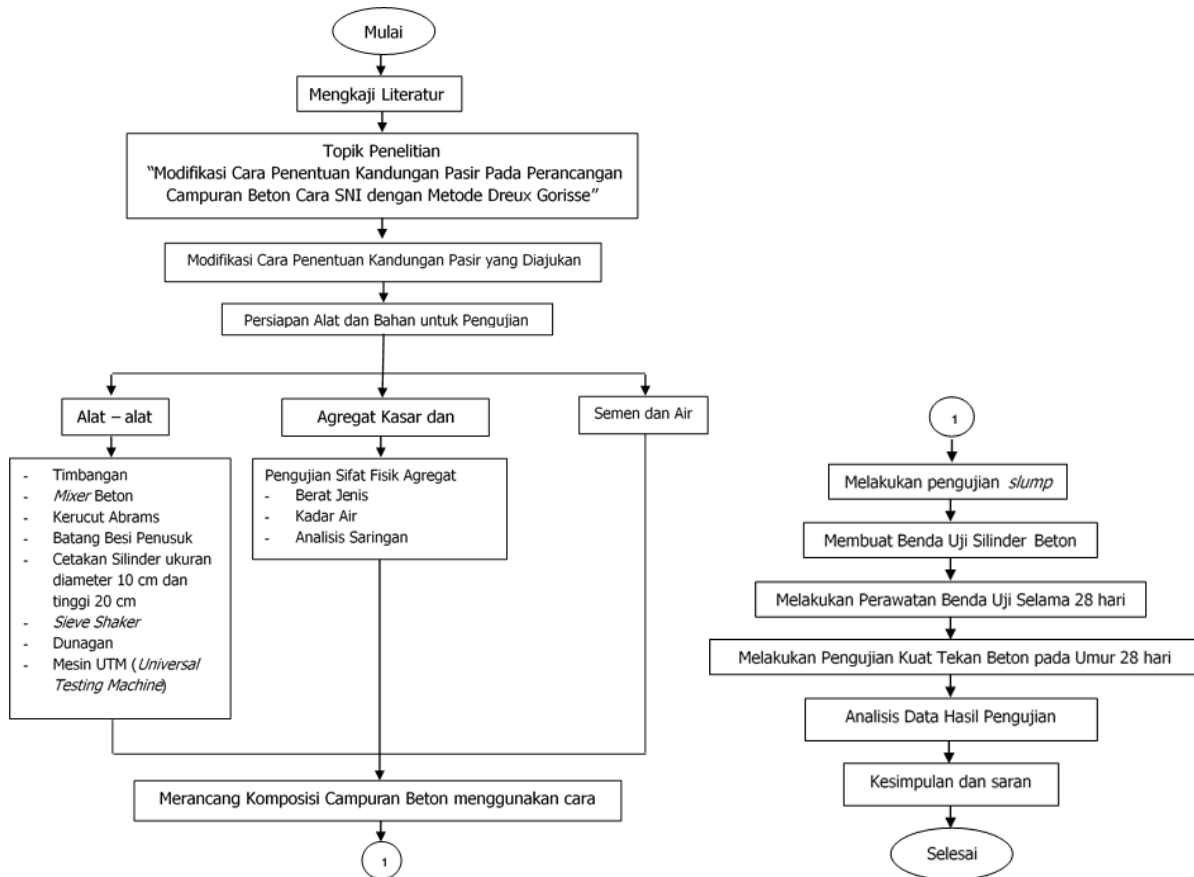 Mulai
Mengkaji Literatur
Topik Penelitian
“Modifikasi Cara Penentuan Kandungan Pasir Pada Perancangan
Campuran Beton Cara SNI dengan Metode Dreux Gorisse”
Modifikasi Cara Penentuan Kandungan Pasir yang Diajukan
Persiapan Alat dan Bahan untuk Pengujian
Alat – alat
- Timbangan
- Mixer Beton
- Kerucut Abrams
- Batang Besi Penusuk
- Cetakan Silinder ukuran
diameter 10 cm dan
tinggi 20 cm
- Sieve Shaker
- Dunagan
- Mesin UTM (Universal
Testing Machine)
Agregat Kasar dan
Pengujian Sifat Fisik Agregat
- Berat Jenis
- Kadar Air
- Analisis Saringan
Semen dan Air
Merancang Komposisi Campuran Beton menggunakan cara
1
1
Melakukan pengujian slump
Membuat Benda Uji Silinder Beton
Melakukan Perawatan Benda Uji Selama 28 hari
Melakukan Pengujian Kuat Tekan Beton pada Umur 28 hari
Analisis Data Hasil Pengujian
Kesimpulan dan saran
Selesai